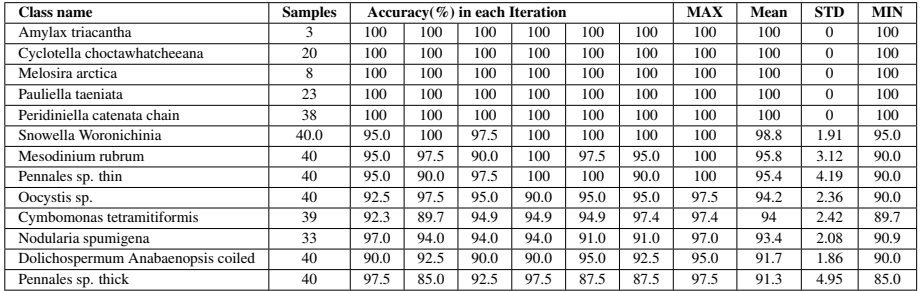 Class name Samples Accuracy(%) in each Iteration MAX Mean STD MIN
Amylax triacantha 3 100 100 100 100 100 100 100 100 0 100
Cyclotella choctawhatcheeana 20 100 100 100 100 100 100 100 100 0 100
Melosira arctica 8 100 100 100 100 100 100 100 100 0 100
Pauliella taeniata 23 100 100 100 100 100 100 100 100 0 100
Peridiniella catenata chain 38 100 100 100 100 100 100 100 100 0 100
Snowella Woronichinia 40.0 95.0 100 97.5 100 100 100 100 98.8 1.91 95.0
Mesodinium rubrum 40 95.0 97.5 90.0 100 97.5 95.0 100 95.8 3.12 90.0
Pennales sp. thin 40 95.0 90.0 97.5 100 100 90.0 100 95.4 4.19 90.0
Oocystis sp. 40 92.5 97.5 95.0 90.0 95.0 95.0 97.5 94.2 2.36 90.0
Cymbomonas tetramitiformis 39 92.3 89.7 94.9 94.9 94.9 97.4 97.4 94 2.42 89.7
Nodularia spumigena 33 97.0 94.0 94.0 94.0 91.0 91.0 97.0 93.4 2.08 90.9
Dolichospermum Anabaenopsis coiled 40 90.0 92.5 90.0 90.0 95.0 92.5 95.0 91.7 1.86 90.0
Pennales sp. thick 40 97.5 85.0 92.5 97.5 87.5 87.5 97.5 91.3 4.95 85.0